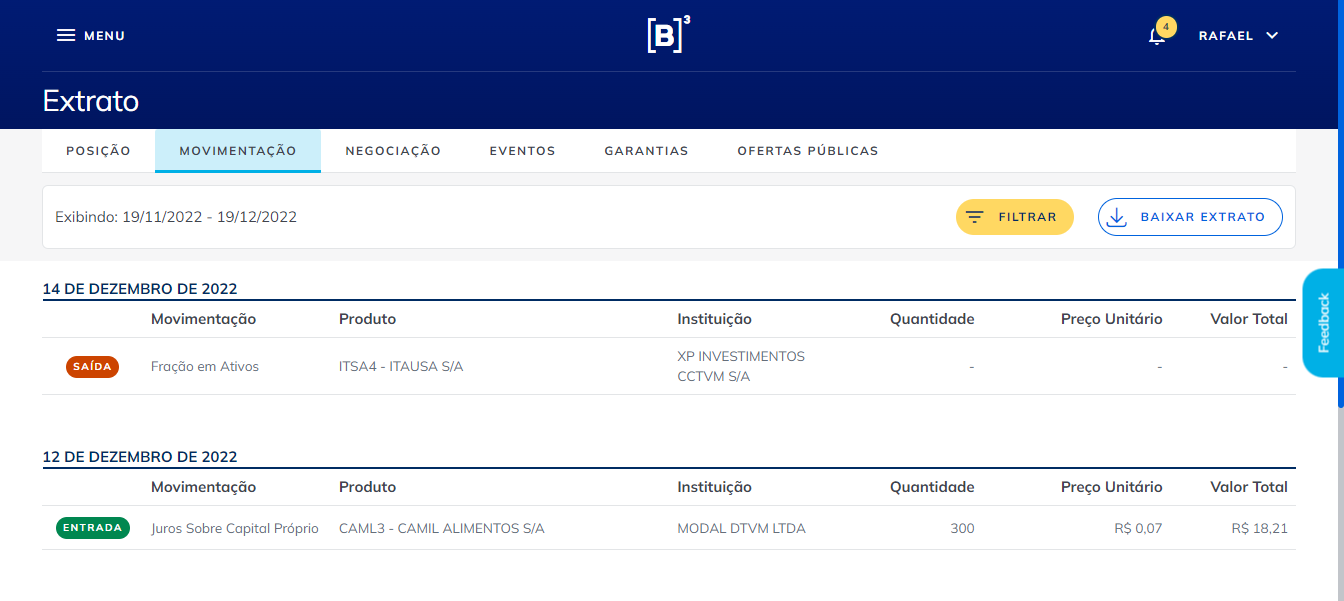 MENU
[B]³
4
RAFAEL
Extrato
POSIÇÃO MOVIMENTAÇÃO NEGOCIAÇÃO EVENTOS GARANTIAS OFERTAS PÚBLICAS
Exibindo: 19/11/2022 - 19/12/2022
FILTRAR
BAIXAR EXTRATO
Feedback
14 DE DEZEMBRO DE 2022
Movimentação Produto Instituição Quantidade Preço Unitário Valor Total
SAÍDA Fração em Ativos ITSA4 - ITAUSA S/A XP INVESTIMENTOS
CCTVM S/A - - -
12 DE DEZEMBRO DE 2022
Movimentação Produto Instituição Quantidade Preço Unitário Valor Total
ENTRADA Juros Sobre Capital Próprio CAML3 - CAMIL ALIMENTOS S/A MODAL DTVM LTDA 300 R$ 0,07 R$ 18,21